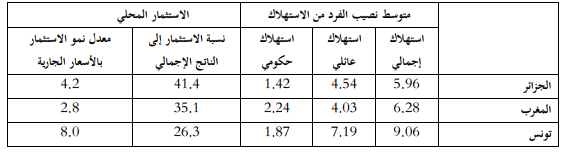 متوسط نصيب الفرد من الاستهلاك الاستثمار المحلي
استهلاك إجمالي استهلاك عائلي استهلاك حكومي نسبة الاستثمار إلى الناتج الإجمالي معدل نمو الاستثمار بالأسعار الجارية
الجزائر 5,96 4,54 1,42 41,4 4,2
المغرب 6,28 4,03 2,24 35,1 2,8
تونس 9,06 7,19 1,87 26,3 8,0